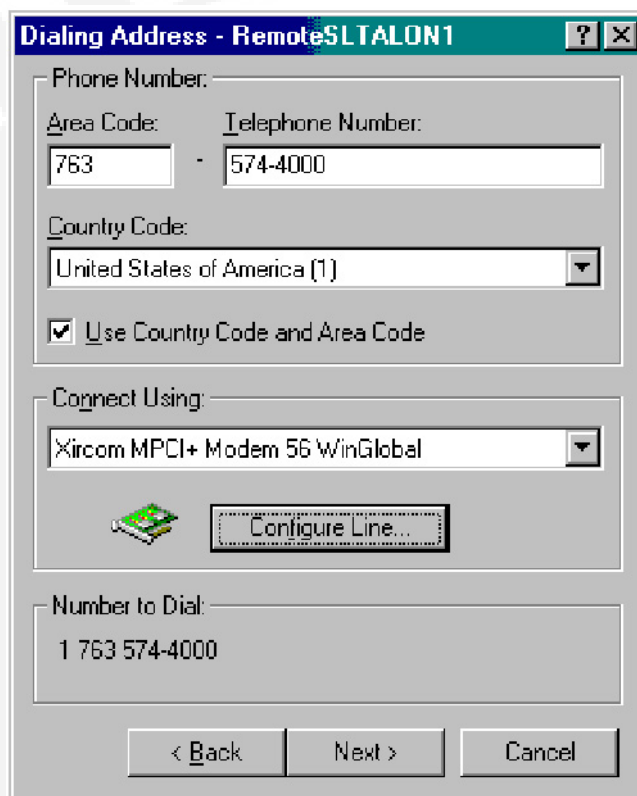 Dialing Address - RemoteSLTALON1
Phone Number:
Area Code: Telephone Number:
763 - 574-4000
Country Code:
United States of America (1)
Use Country Code and Area Code
Connect Using:
Xircom MPCI+ Modem 56 WinGlobal
Configure Line...
Number to Dial:
1 763 574-4000
< Back Next > Cancel